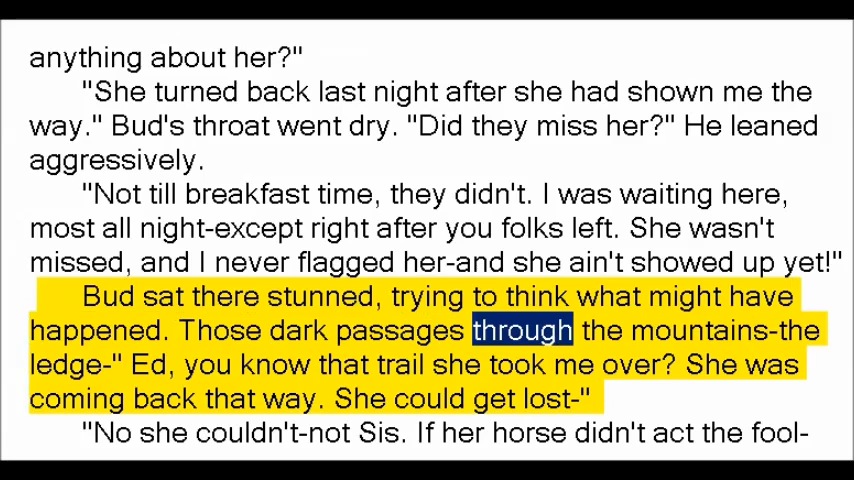 anything about her?"
"She turned back last night after she had shown me the
way." Bud's throat went dry. "Did they miss her?" He leaned
aggressively.
"Not till breakfast time, they didn't. I was waiting here,
most all night-except right after you folks left. She wasn't
missed, and I never flagged her-and she ain't showed up yet!"
Bud sat there stunned, trying to think what might have
happened. Those dark passages through the mountains-the
ledge-" Ed, you know that trail she took me over? She was
coming back that way. She could get lost-"
"No she couldn't-not Sis. If her horse didn't act the fool-